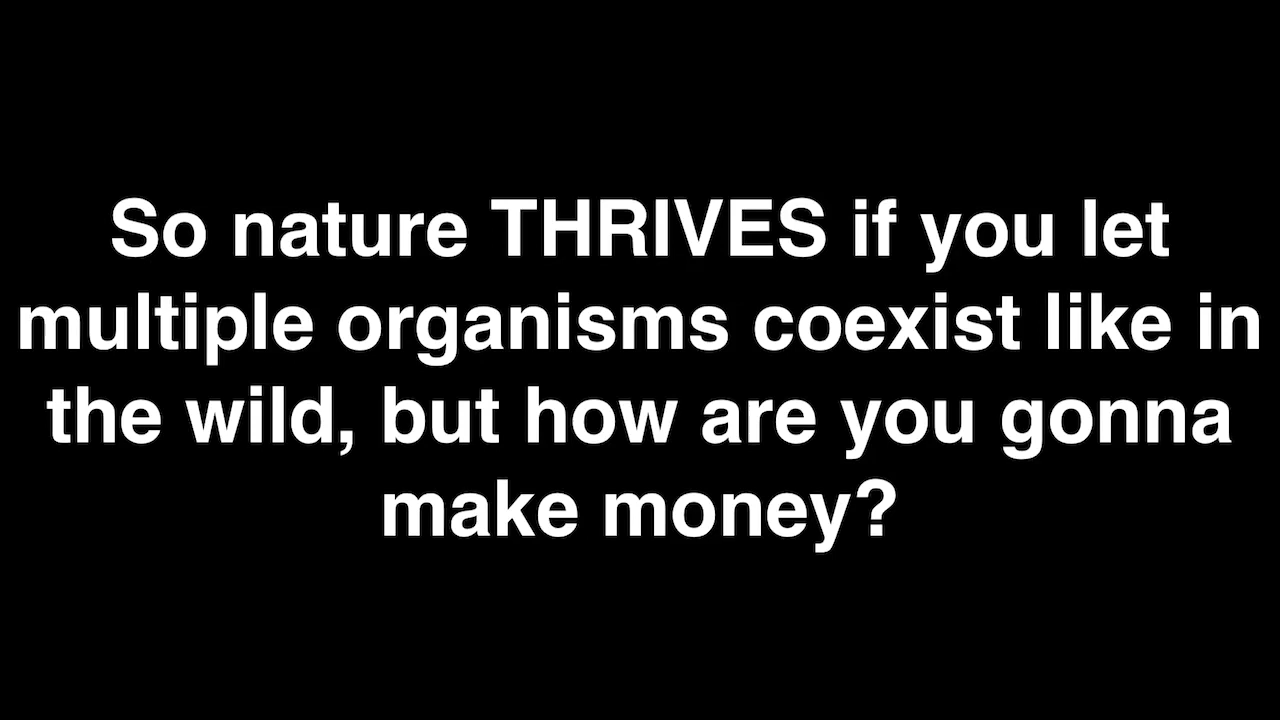 So nature THRIVES if you let
multiple organisms coexist like in
the wild, but how are you gonna
make money?